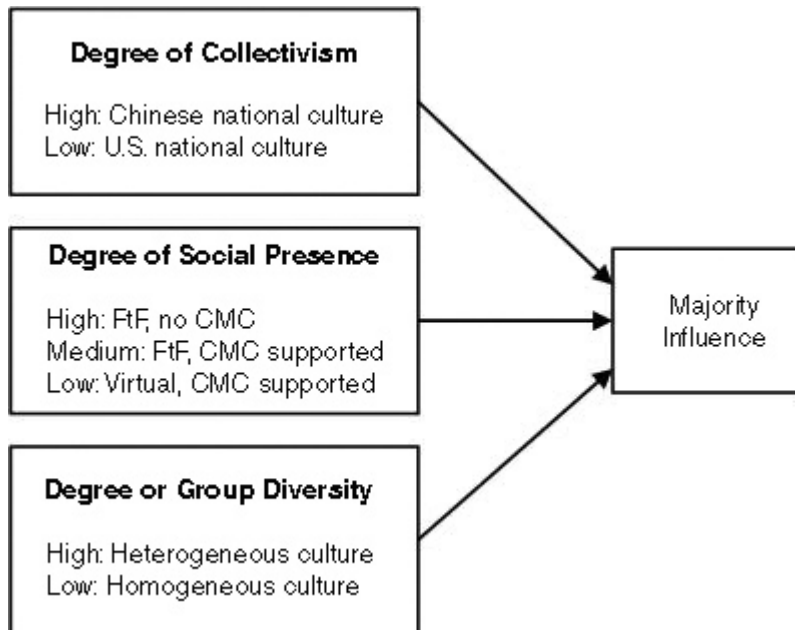 Degree of Collectivism
High: Chinese national culture
Low: U.S. national culture
Degree of Social Presence
High: FtF, no CMC
Medium: FtF, CMC supported
Low: Virtual, CMC supported
Degree or Group Diversity
High: Heterogeneous culture
Low: Homogeneous culture
Majority
Influence